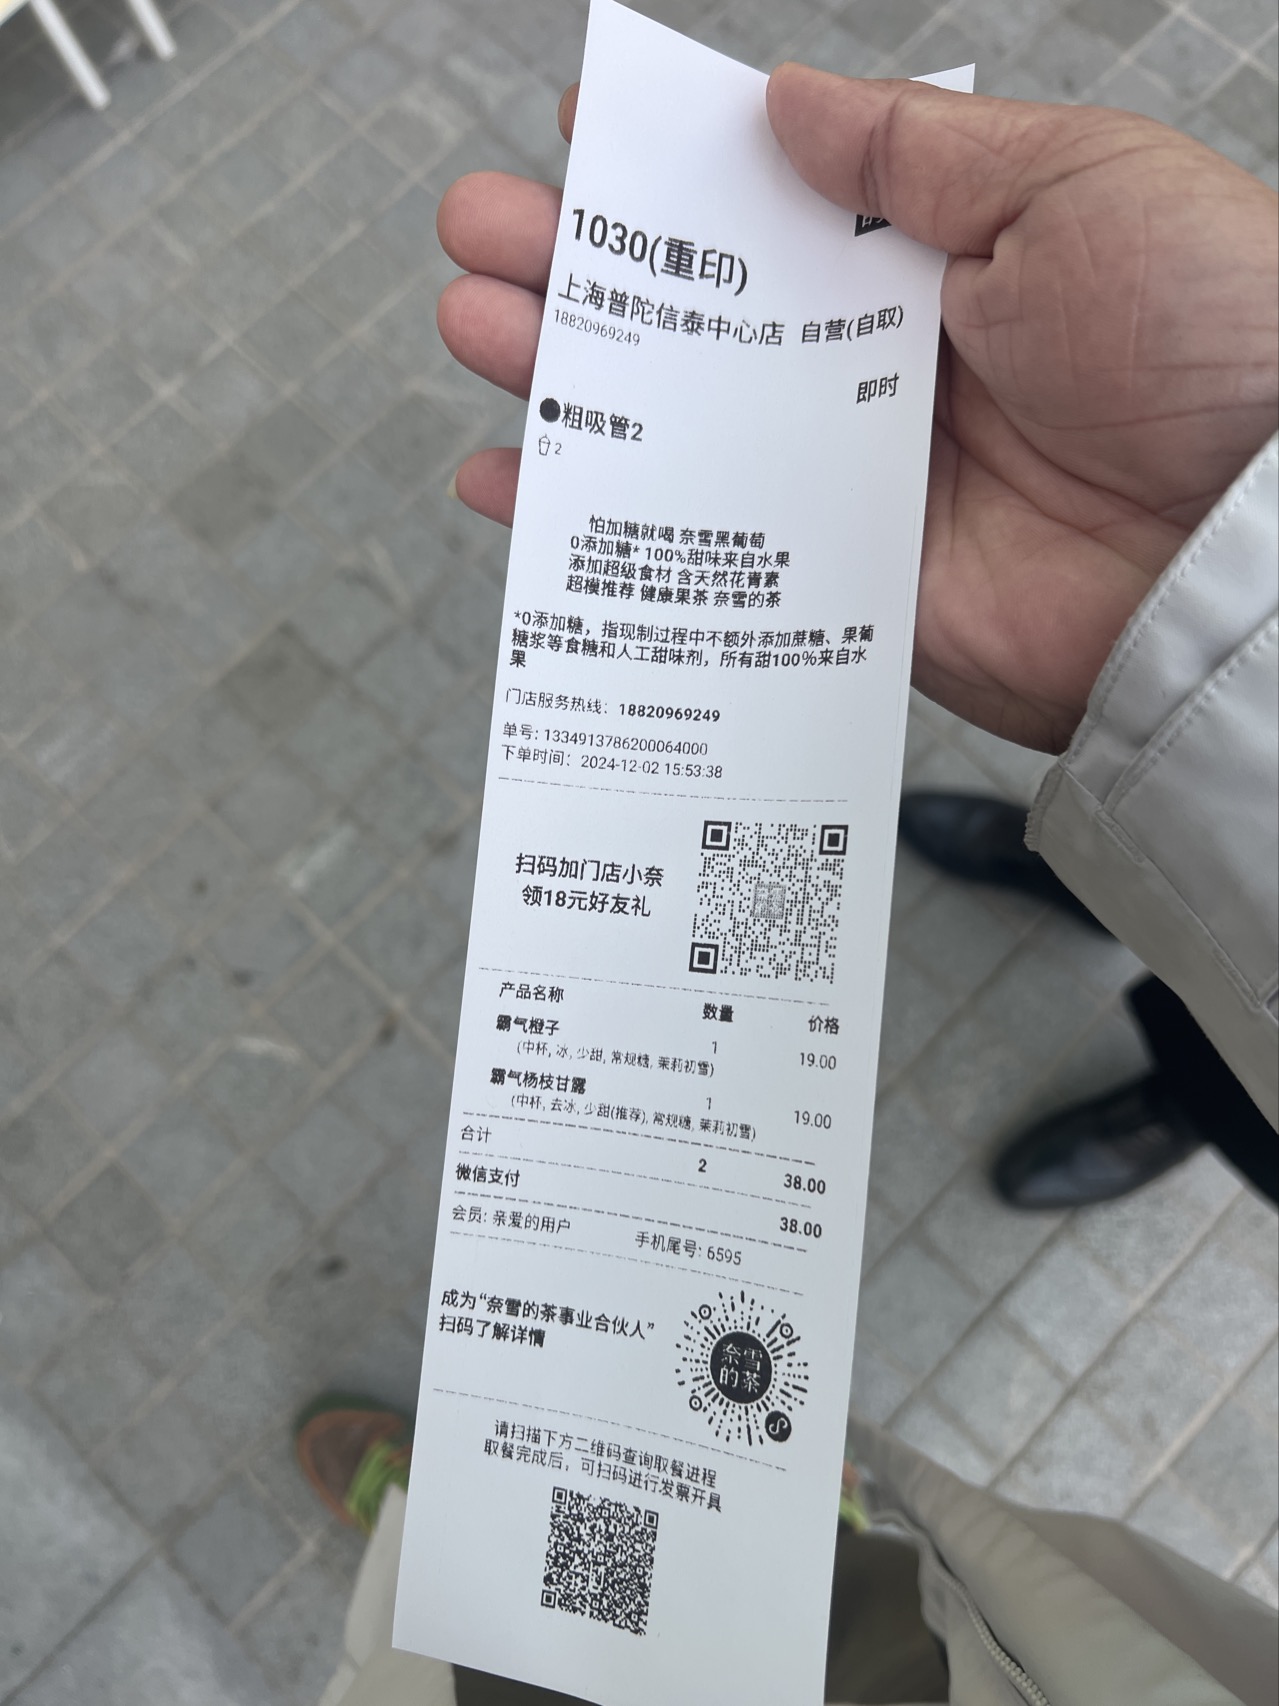 1030(重印)
上海普陀信泰中心店 自营(自取)
18820969249
即时
●粗吸管2
2
怕加糖就喝 奈雪黑葡萄
0添加糖* 100%甜味来自水果
添加超级食材 含天然花青素
超模推荐 健康果茶 奈雪的茶
*0添加糖，指现制过程中不额外添加蔗糖、果葡
糖浆等食糖和人工甜味剂，所有甜100%来自水
果
门店服务热线：18820969249
单号: 1334913786200064000
下单时间：2024-12-02 15:53:38
扫码加门店小奈
领18元好友礼
产品名称 数量 价格
霸气橙子 1 19.00
(中杯, 冰, 少甜, 常规糖, 茉莉初雪)
霸气杨枝甘露 1 19.00
(中杯, 去冰, 少甜(推荐), 常规糖, 茉莉初雪)
合计 2 38.00
微信支付 38.00
会员: 亲爱的用户 手机尾号: 6595
成为“奈雪的茶事业合伙人”
扫码了解详情
奈雪
的茶
请扫描下方二维码查询取餐进程
取餐完成后，可扫码进行发票开具